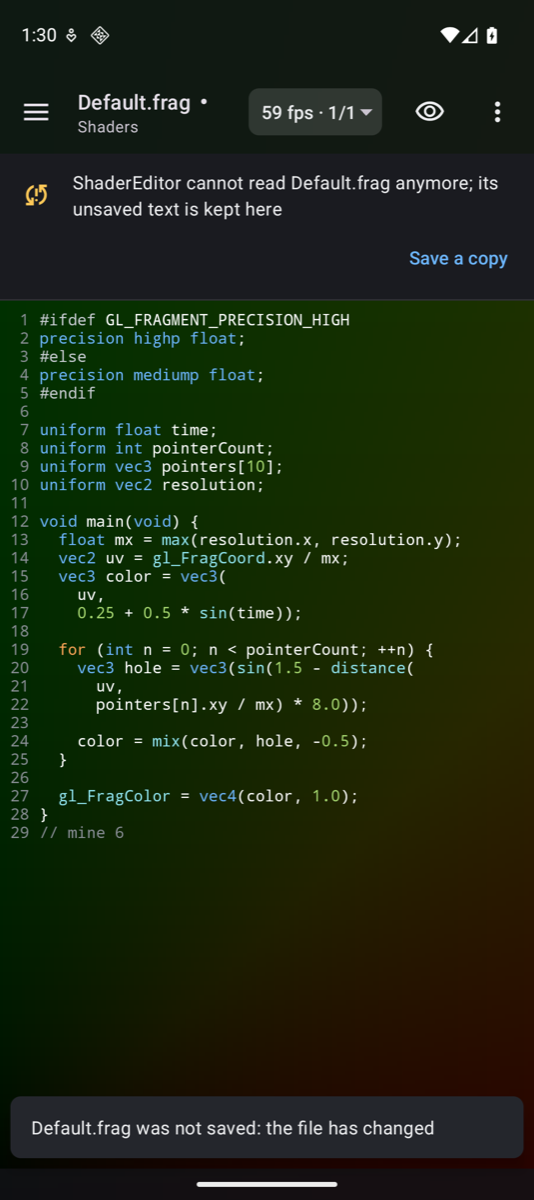 1:30
Default.frag •
Shaders
59 fps · 1/1
ShaderEditor cannot read Default.frag anymore; its
unsaved text is kept here
Save a copy
1 #ifdef GL_FRAGMENT_PRECISION_HIGH
2 precision highp float;
3 #else
4 precision mediump float;
5 #endif
6
7 uniform float time;
8 uniform int pointerCount;
9 uniform vec3 pointers[10];
10 uniform vec2 resolution;
11
12 void main(void) {
13   float mx = max(resolution.x, resolution.y);
14   vec2 uv = gl_FragCoord.xy / mx;
15   vec3 color = vec3(
16     uv,
17     0.25 + 0.5 * sin(time));
18
19   for (int n = 0; n < pointerCount; ++n) {
20     vec3 hole = vec3(sin(1.5 - distance(
21       uv,
22       pointers[n].xy / mx) * 8.0));
23
24     color = mix(color, hole, -0.5);
25   }
26
27   gl_FragColor = vec4(color, 1.0);
28 }
29 // mine 6
Default.frag was not saved: the file has changed